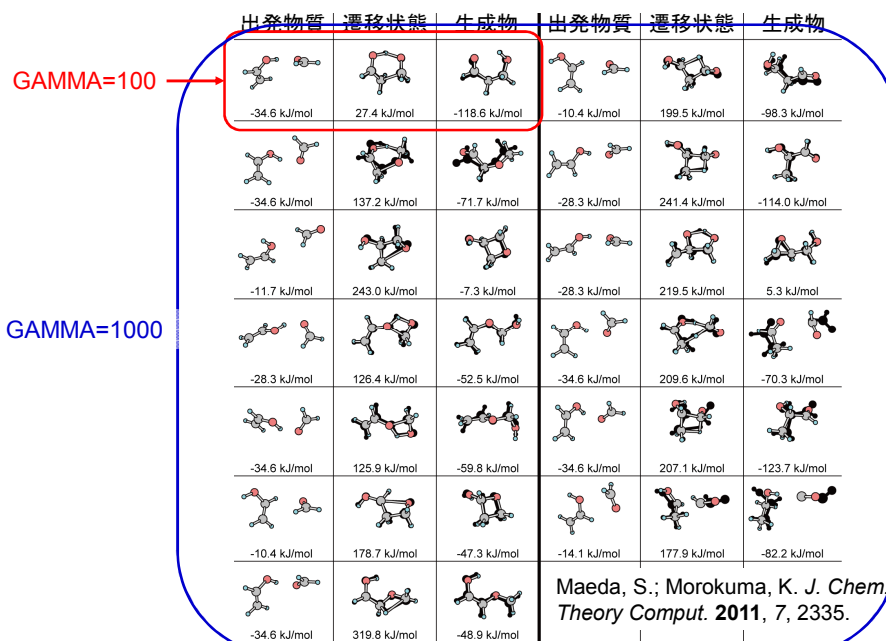 出発物質 遷移状態 生成物 出発物質 遷移状態 生成物
GAMMA=100
-34.6 kJ/mol 27.4 kJ/mol -118.6 kJ/mol -10.4 kJ/mol 199.5 kJ/mol -98.3 kJ/mol
-34.6 kJ/mol 137.2 kJ/mol -71.7 kJ/mol -28.3 kJ/mol 241.4 kJ/mol -114.0 kJ/mol
-11.7 kJ/mol 243.0 kJ/mol -7.3 kJ/mol -28.3 kJ/mol 219.5 kJ/mol 5.3 kJ/mol
GAMMA=1000
-28.3 kJ/mol 126.4 kJ/mol -52.5 kJ/mol -34.6 kJ/mol 209.6 kJ/mol -70.3 kJ/mol
-34.6 kJ/mol 125.9 kJ/mol -59.8 kJ/mol -34.6 kJ/mol 207.1 kJ/mol -123.7 kJ/mol
-10.4 kJ/mol 178.7 kJ/mol -47.3 kJ/mol -14.1 kJ/mol 177.9 kJ/mol -82.2 kJ/mol
-34.6 kJ/mol 319.8 kJ/mol -48.9 kJ/mol
Maeda, S.; Morokuma, K. J. Chem.
Theory Comput. 2011, 7, 2335.